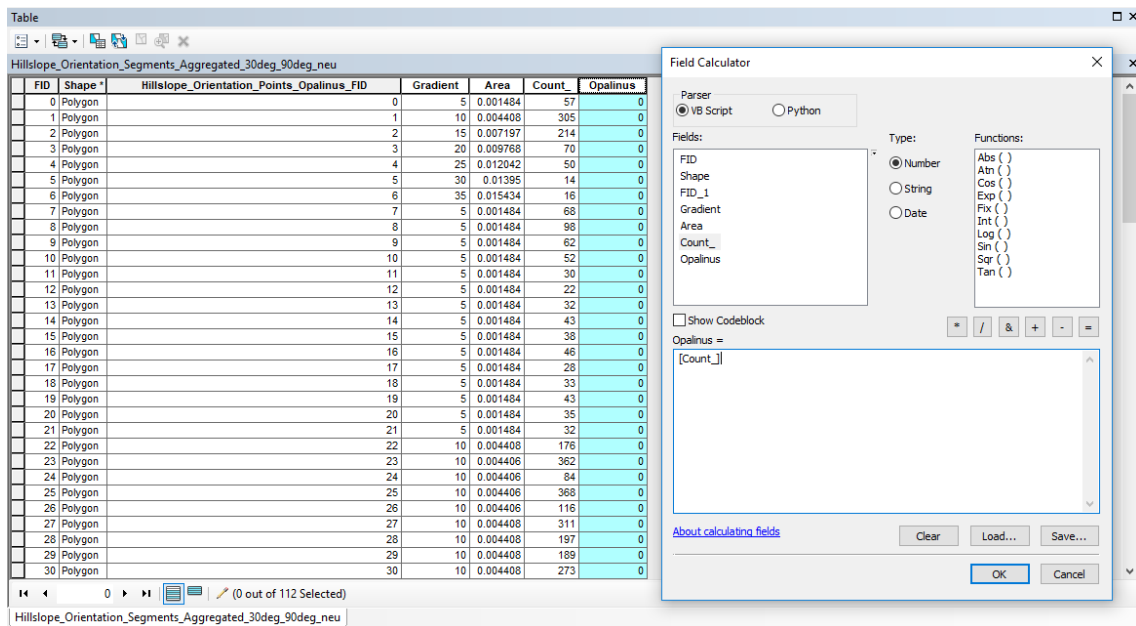 Table
Hillslope_Orientation_Segments_Aggregated_30deg_90deg_neu
FID Shape * Hillslope_Orientation_Points_Opalinus_FID Gradient Area Count_ Opalinus
0 Polygon 0 5 0.001484 57 0
1 Polygon 1 10 0.004408 305 0
2 Polygon 2 15 0.007197 214 0
3 Polygon 3 20 0.009768 70 0
4 Polygon 4 25 0.012042 50 0
5 Polygon 5 30 0.01395 14 0
6 Polygon 6 35 0.015434 16 0
7 Polygon 7 5 0.001484 68 0
8 Polygon 8 5 0.001484 98 0
9 Polygon 9 5 0.001484 62 0
10 Polygon 10 5 0.001484 52 0
11 Polygon 11 5 0.001484 30 0
12 Polygon 12 5 0.001484 22 0
13 Polygon 13 5 0.001484 32 0
14 Polygon 14 5 0.001484 43 0
15 Polygon 15 5 0.001484 38 0
16 Polygon 16 5 0.001484 46 0
17 Polygon 17 5 0.001484 28 0
18 Polygon 18 5 0.001484 33 0
19 Polygon 19 5 0.001484 43 0
20 Polygon 20 5 0.001484 35 0
21 Polygon 21 5 0.001484 32 0
22 Polygon 22 10 0.004408 176 0
23 Polygon 23 10 0.004406 362 0
24 Polygon 24 10 0.004406 84 0
25 Polygon 25 10 0.004406 368 0
26 Polygon 26 10 0.004406 116 0
27 Polygon 27 10 0.004408 311 0
28 Polygon 28 10 0.004408 197 0
29 Polygon 29 10 0.004408 189 0
30 Polygon 30 10 0.004408 273 0
0 (0 out of 112 Selected)
Hillslope_Orientation_Segments_Aggregated_30deg_90deg_neu
Field Calculator
Parser
VB Script Python
Fields: Type: Functions:
FID
Shape
FID_1
Gradient
Area
Count_
Opalinus
Number
String
Date
Abs ( )
Atn ( )
Cos ( )
Exp ( )
Fix ( )
Int ( )
Log ( )
Sin ( )
Sqr ( )
Tan ( )
Show Codeblock
* / & + - =
Opalinus =
[Count_]
About calculating fields
Clear Load... Save...
OK Cancel